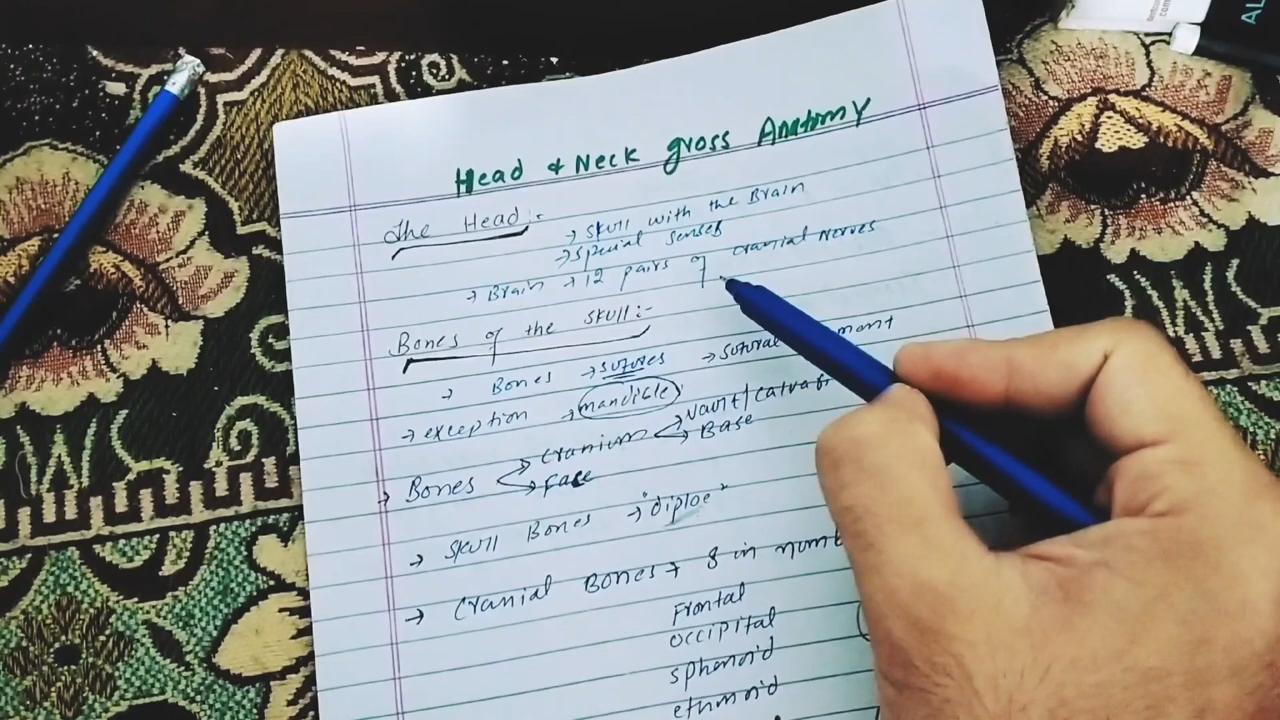 Head & Neck gross Anatomy
The Head:-
→ Skull with the Brain
→ special senses
→ Brain → 12 pairs of cranial Nerves
Bones of the skull:-
→ Bones → sutures → sutural
→ exception → mandible
→ Bones → cranium → vault/
→ Base
→ face
→ Skull Bones → "diploe"
→ Cranial Bones → 8 in
Frontal
occipital
sphenoid
ethmoid